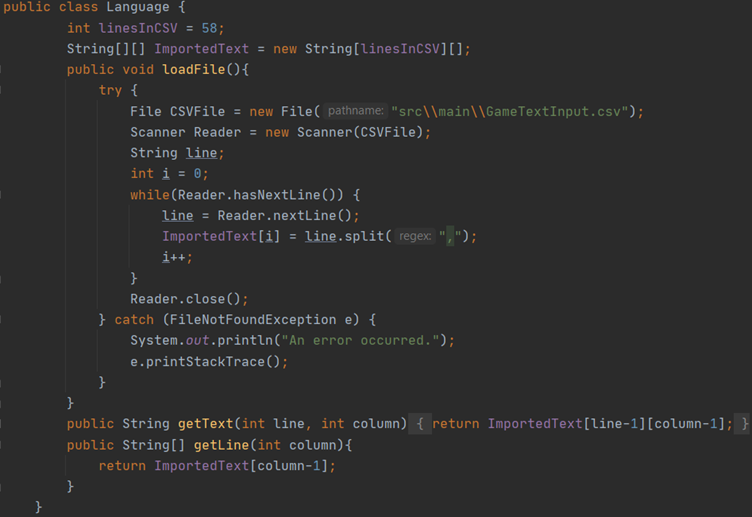 public class Language {
int linesInCSV = 58;
String[][] ImportedText = new String[linesInCSV][];
public void loadFile(){
try {
File CSVFile = new File( pathname: "src\\main\\GameTextInput.csv");
Scanner Reader = new Scanner(CSVFile);
String line;
int i = 0;
while(Reader.hasNextLine()) {
line = Reader.nextLine();
ImportedText[i] = line.split( regex: ",");
i++;
}
Reader.close();
} catch (FileNotFoundException e) {
System.out.println("An error occurred.");
e.printStackTrace();
}
}
public String getText(int line, int column) { return ImportedText[line-1][column-1]; }
public String[] getLine(int column){
return ImportedText[column-1];
}
}